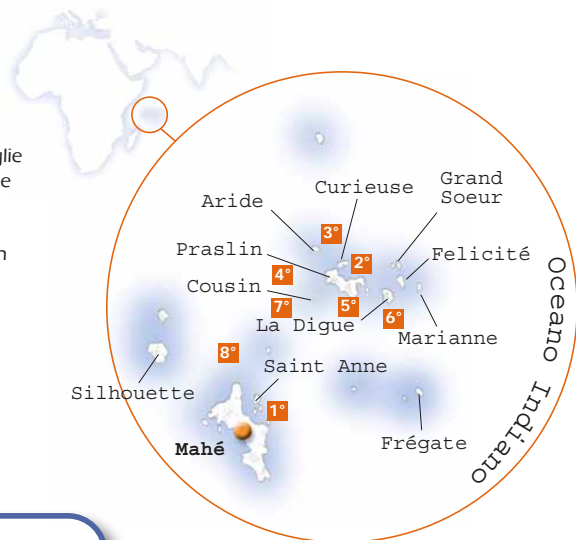 glie
e
n
Aride
Curieuse
Grand
Soeur
3°
Praslin
2°
Felicité
4°
Cousin
7°
5°
La Digue
6°
Marianne
Oceano Indiano
8°
Saint Anne
Silhouette
1°
Mahé
Frégate